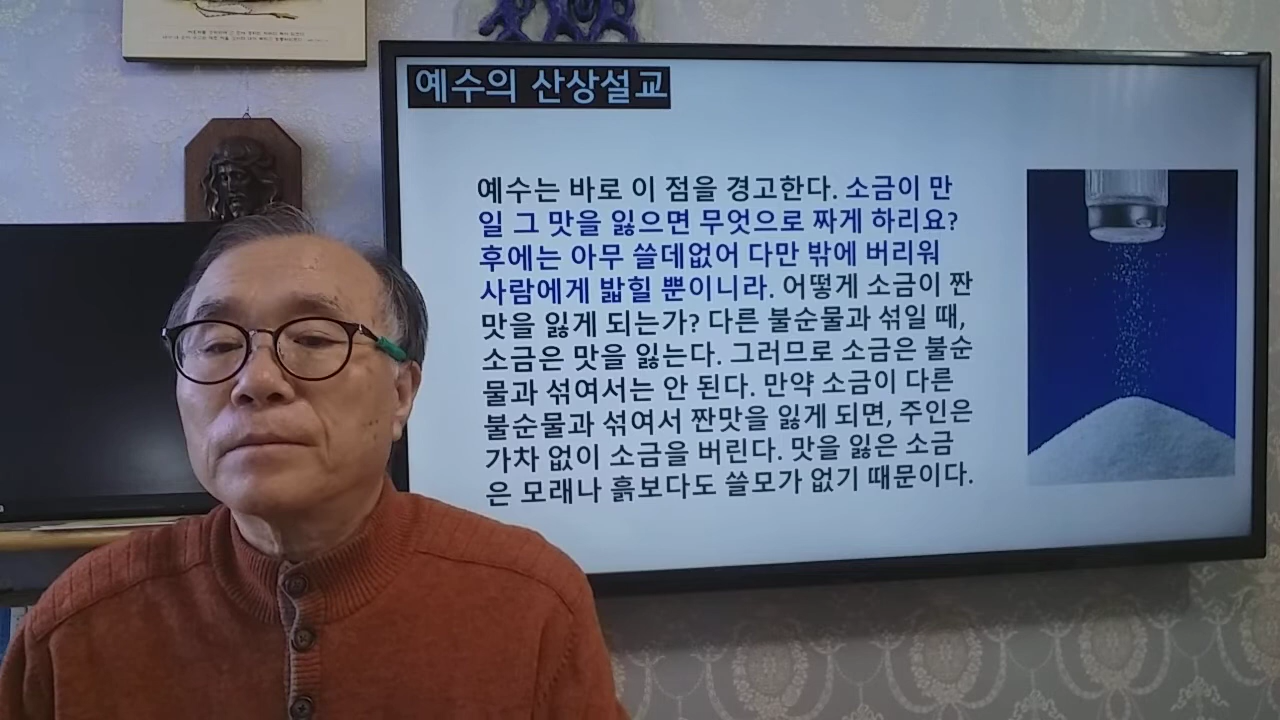 예수의 산상설교
예수는 바로 이 점을 경고한다. 소금이 만
일 그 맛을 잃으면 무엇으로 짜게 하리요?
후에는 아무 쓸데없어 다만 밖에 버리워
사람에게 밟힐 뿐이니라. 어떻게 소금이 짠
맛을 잃게 되는가? 다른 불순물과 섞일 때,
소금은 맛을 잃는다. 그러므로 소금은 불순
물과 섞여서는 안 된다. 만약 소금이 다른
불순물과 섞여서 짠맛을 잃게 되면, 주인은
가차 없이 소금을 버린다. 맛을 잃은 소금
은 모래나 흙보다도 쓸모가 없기 때문이다.